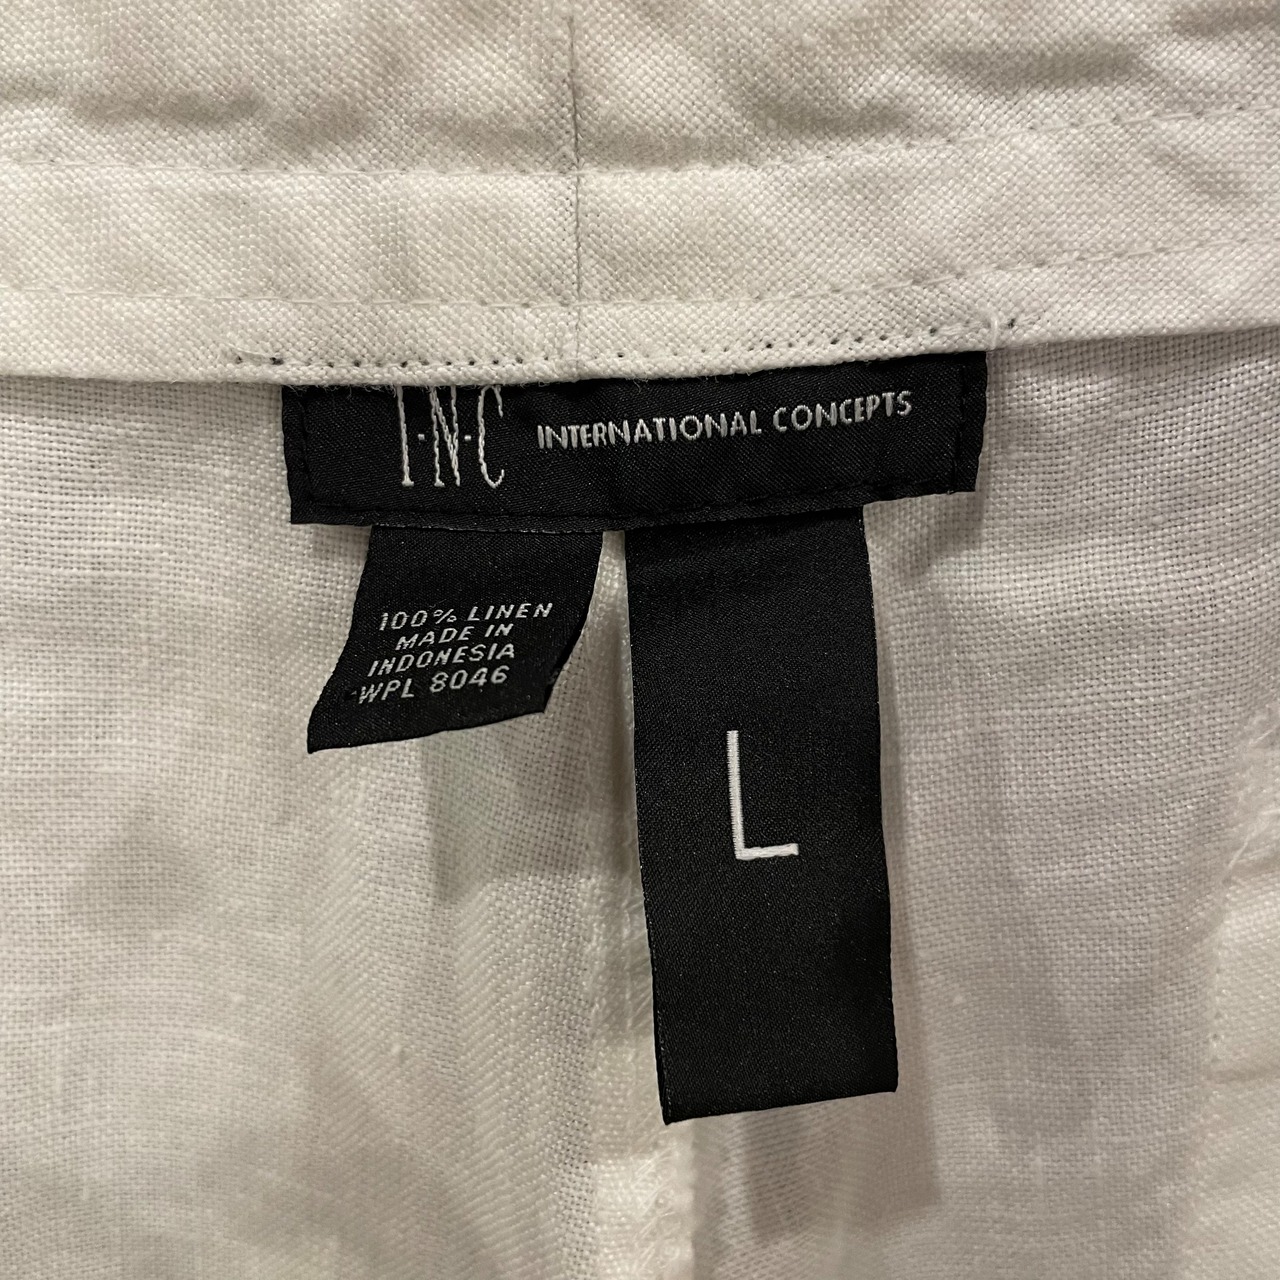 I·N·C INTERNATIONAL CONCEPTS
100% LINEN
MADE IN
INDONESIA
WPL 8046
L